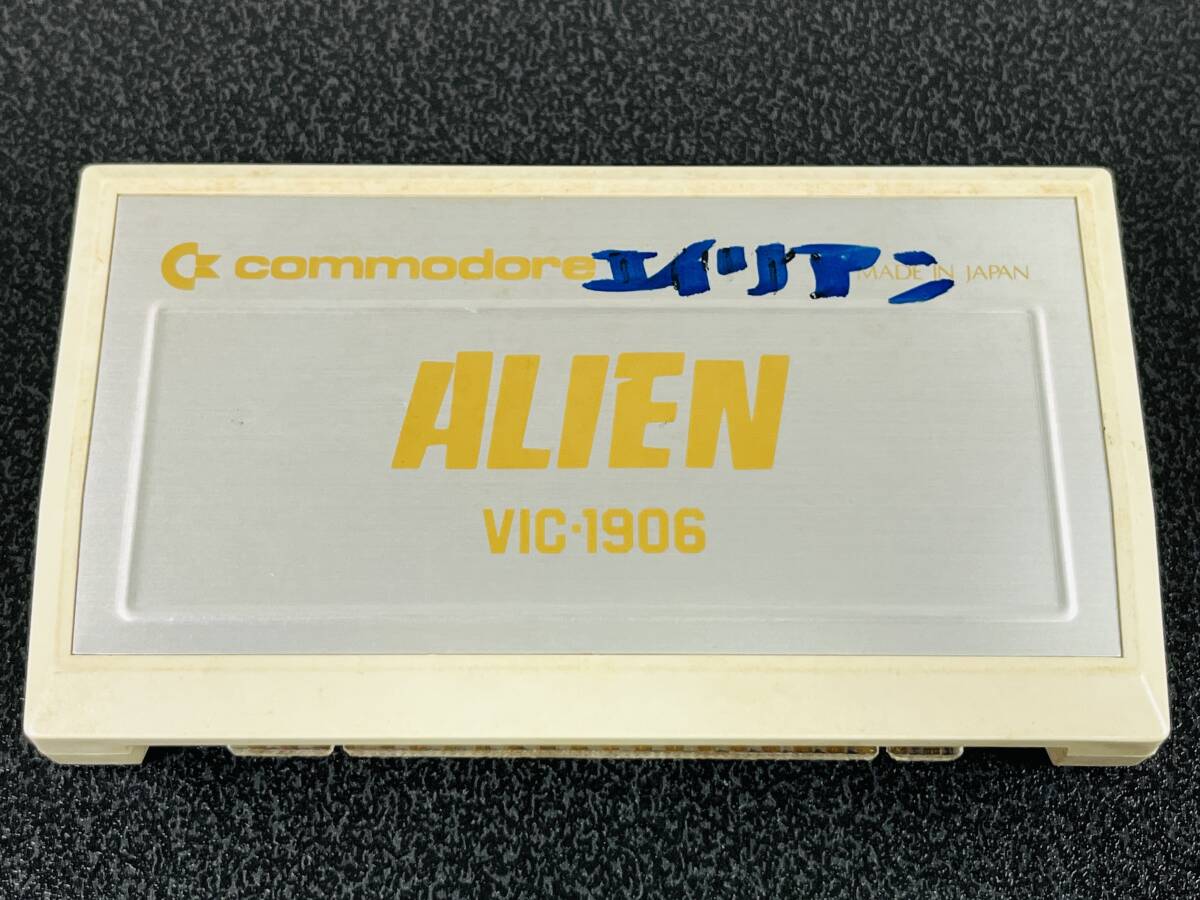 commodore エイリアン MADE IN JAPAN
ALIEN
VIC·1906